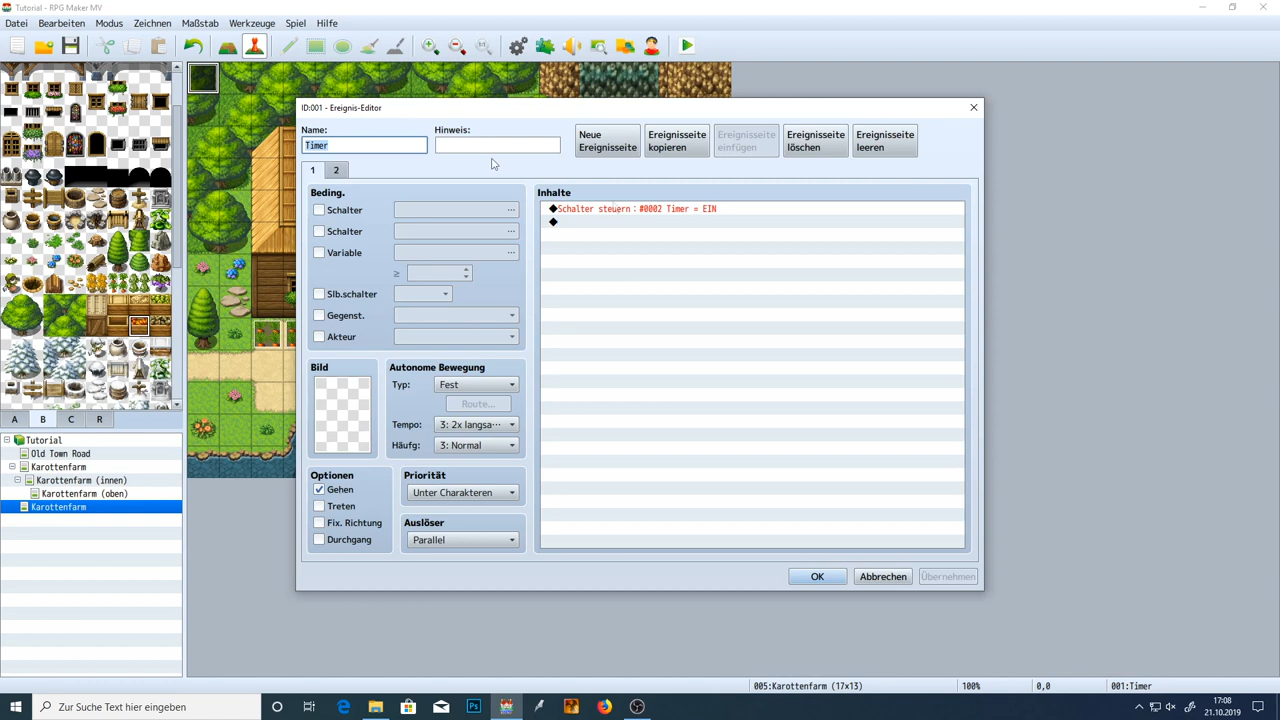 Tutorial - RPG Maker MV
Datei Bearbeiten Modus Zeichnen Maßstab Werkzeuge Spiel Hilfe
ID:001 - Ereignis-Editor
Name: Hinweis:
Timer
Neue Ereignisseite
Ereignisseite kopieren
Ereignisseite einfügen
Ereignisseite löschen
Ereignisseite leeren
1 2
Beding.
Schalter ...
Schalter ...
Variable ...
≥
Slb.schalter
Gegenst.
Akteur
Bild
Autonome Bewegung
Typ: Fest
Route...
Tempo: 3: 2x langsa···
Häufg: 3: Normal
Optionen
Gehen
Treten
Fix. Richtung
Durchgang
Priorität
Unter Charakteren
Auslöser
Parallel
Inhalte
◆Schalter steuern：#0002 Timer = EIN
◆
OK Abbrechen Übernehmen
A B C R
Tutorial
Old Town Road
Karottenfarm
Karottenfarm (innen)
Karottenfarm (oben)
Karottenfarm
005:Karottenfarm (17×13) 100% 0,0 001:Timer
Zur Suche Text hier eingeben
17:08
21.10.2019